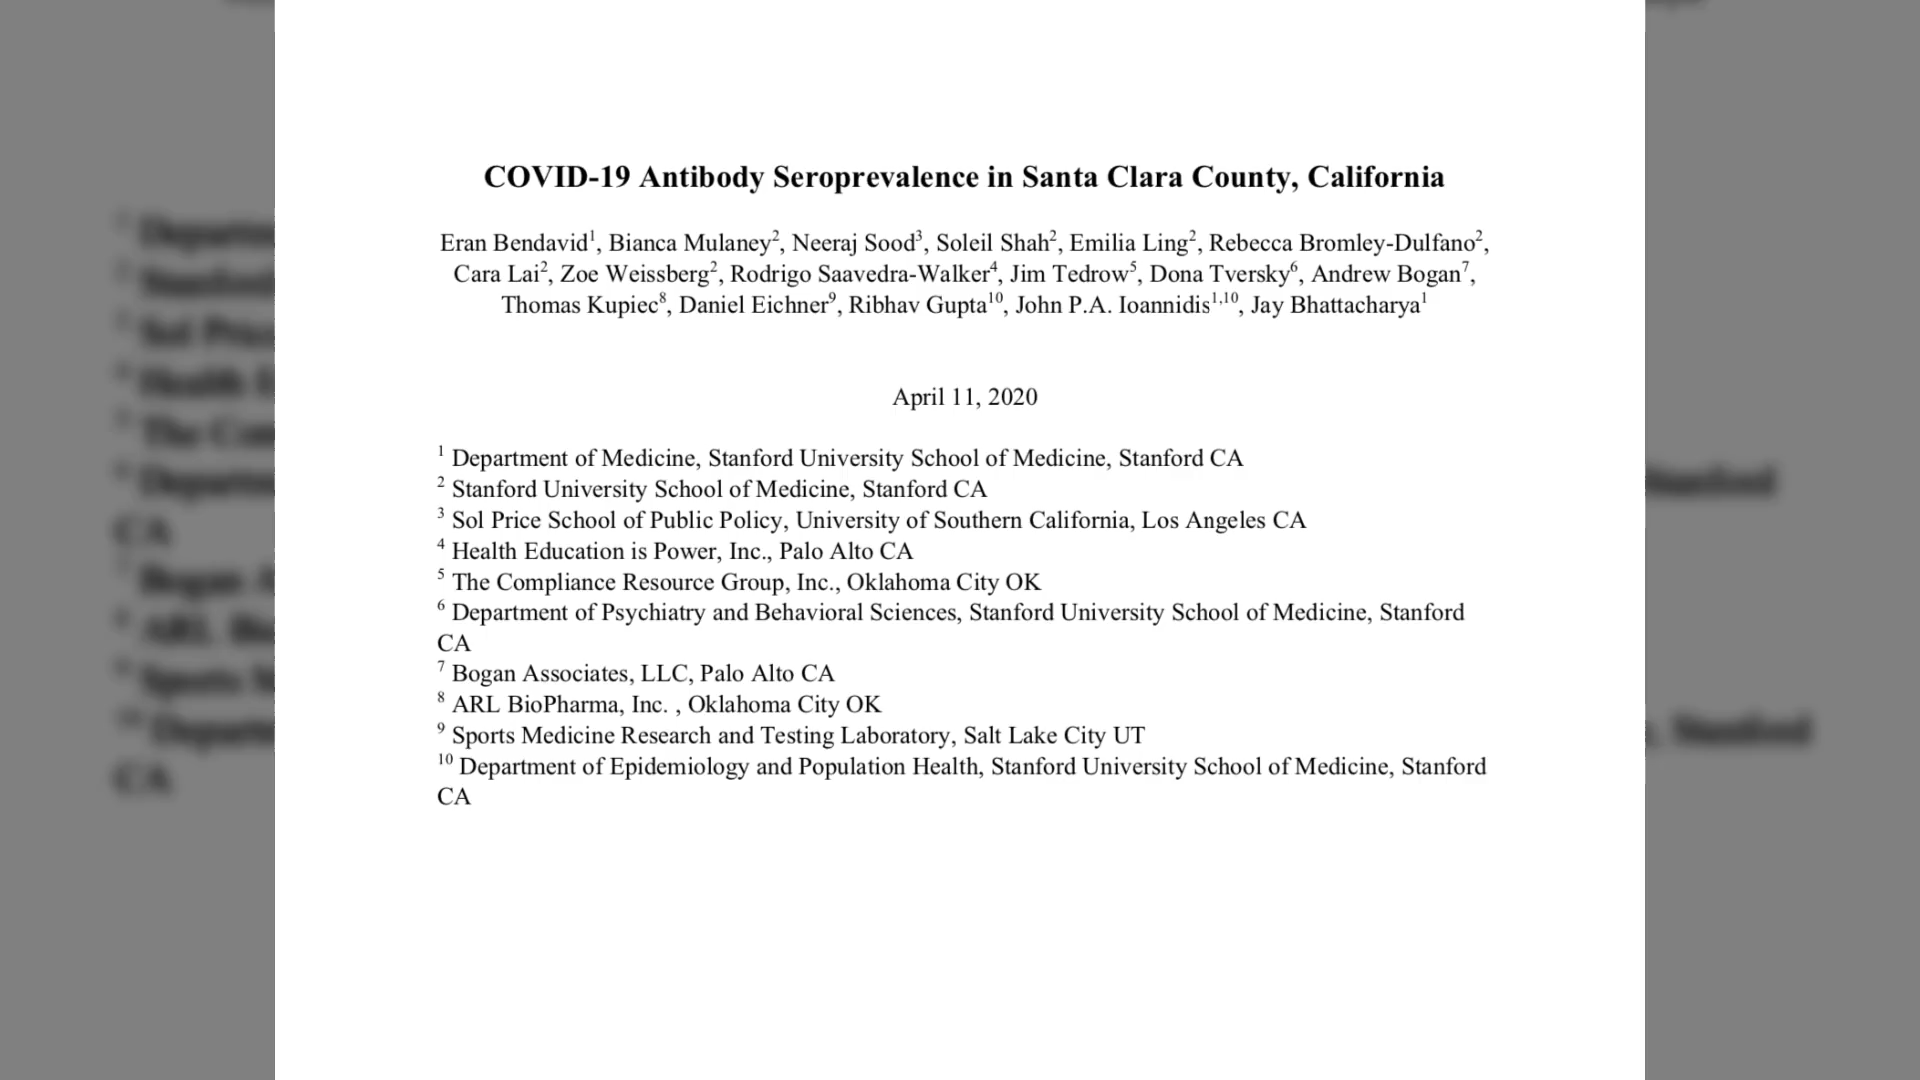 COVID-19 Antibody Seroprevalence in Santa Clara County, California
Eran Bendavid1, Bianca Mulaney2, Neeraj Sood3, Soleil Shah2, Emilia Ling2, Rebecca Bromley-Dulfano2,
Cara Lai2, Zoe Weissberg2, Rodrigo Saavedra-Walker4, Jim Tedrow5, Dona Tversky6, Andrew Bogan7,
Thomas Kupiec8, Daniel Eichner9, Ribhav Gupta10, John P.A. Ioannidis1,10, Jay Bhattacharya1
April 11, 2020
1 Department of Medicine, Stanford University School of Medicine, Stanford CA
2 Stanford University School of Medicine, Stanford CA
3 Sol Price School of Public Policy, University of Southern California, Los Angeles CA
4 Health Education is Power, Inc., Palo Alto CA
5 The Compliance Resource Group, Inc., Oklahoma City OK
6 Department of Psychiatry and Behavioral Sciences, Stanford University School of Medicine, Stanford
CA
7 Bogan Associates, LLC, Palo Alto CA
8 ARL BioPharma, Inc. , Oklahoma City OK
9 Sports Medicine Research and Testing Laboratory, Salt Lake City UT
10 Department of Epidemiology and Population Health, Stanford University School of Medicine, Stanford
CA